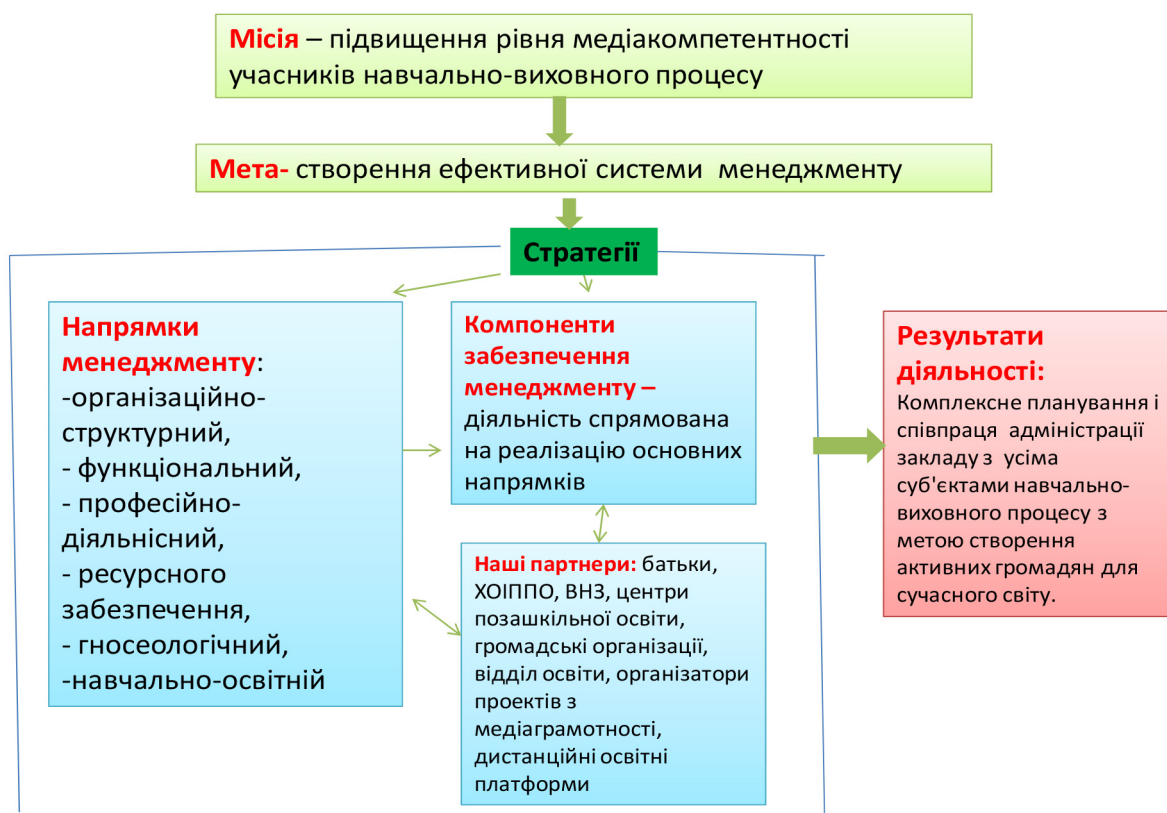 Місія – підвищення рівня медіакомпетентності
учасників навчально-виховного процесу
Мета- створення ефективної системи менеджменту
Стратегії
Напрямки
менеджменту:
-організаційно-
структурний,
- функціональний,
- професійно-
діяльнісний,
- ресурсного
забезпечення,
- гносеологічний,
-навчально-освітній
Компоненти
забезпечення
менеджменту –
діяльність спрямована
на реалізацію основних
напрямків
Наші партнери: батьки,
ХОІППО, ВНЗ, центри
позашкільної освіти,
громадські організації,
відділ освіти, організатори
проектів з
медіаграмотності,
дистанційні освітні
платформи
Результати
діяльності:
Комплексне планування і
співпраця адміністрації
закладу з усіма
суб'єктами навчально-
виховного процесу з
метою створення
активних громадян для
сучасного світу.